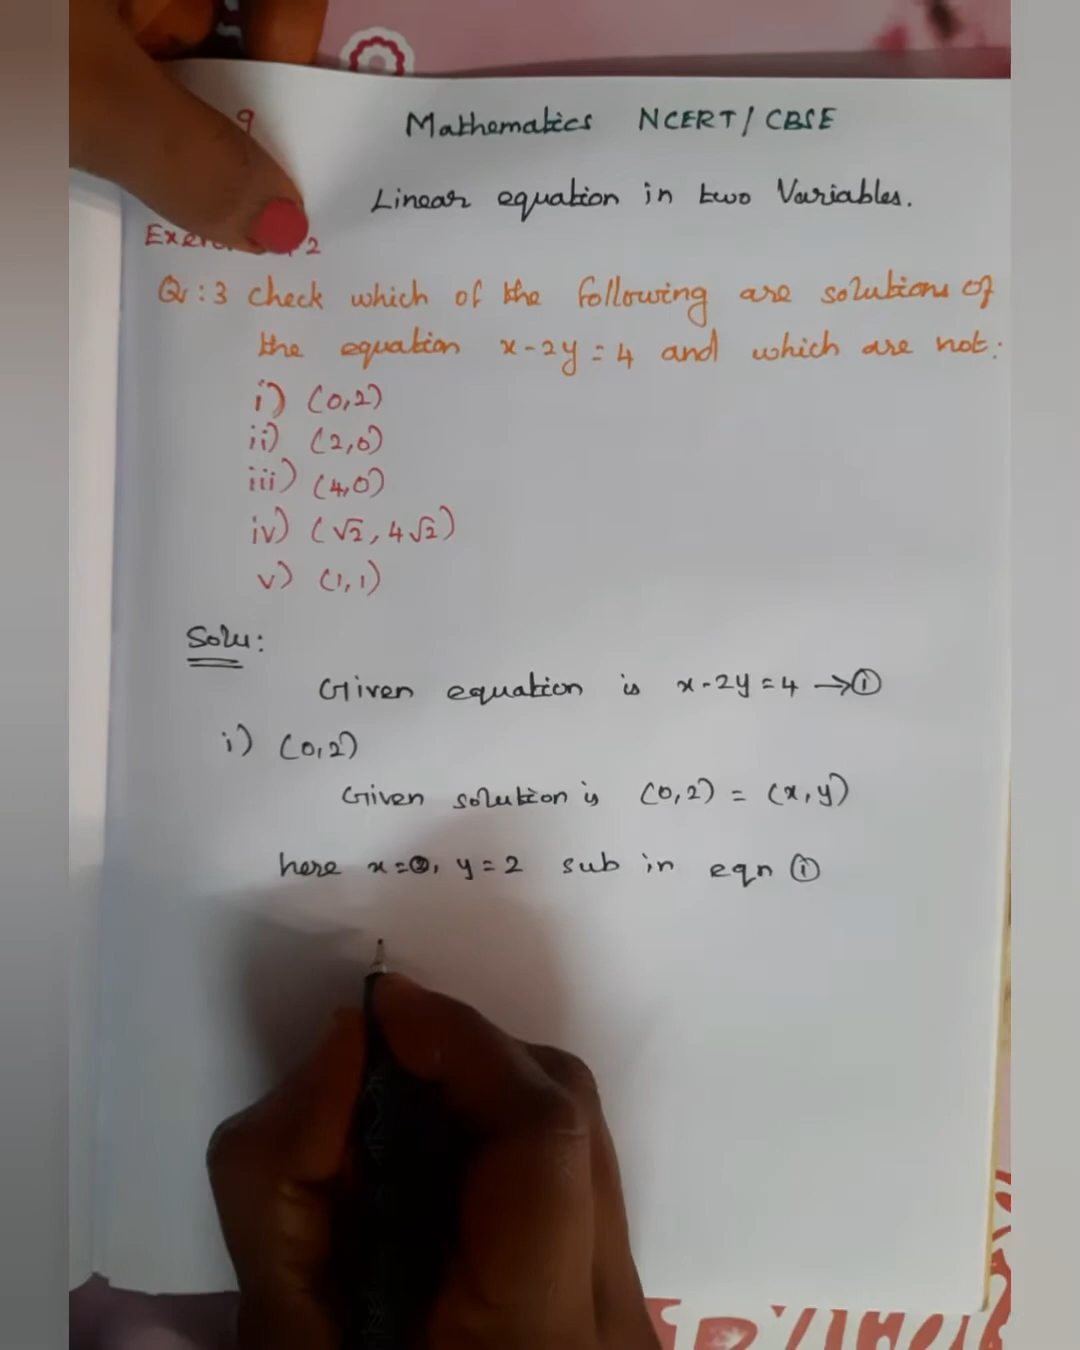 9
Mathematics NCERT/CBSE
Linear equation in two Variables.
2
Q:3 check which of the following are solutions of
the equation x-2y=4 and which are not:
i) (0,2)
ii) (2,0)
iii) (4,0)
iv) (√2, 4√2)
v) (1,1)
Solu:
Given equation is x-2y=4 →①
i) (0,2)
Given solution is (0,2) = (x,y)
here x=0, y=2 sub in eqn ①